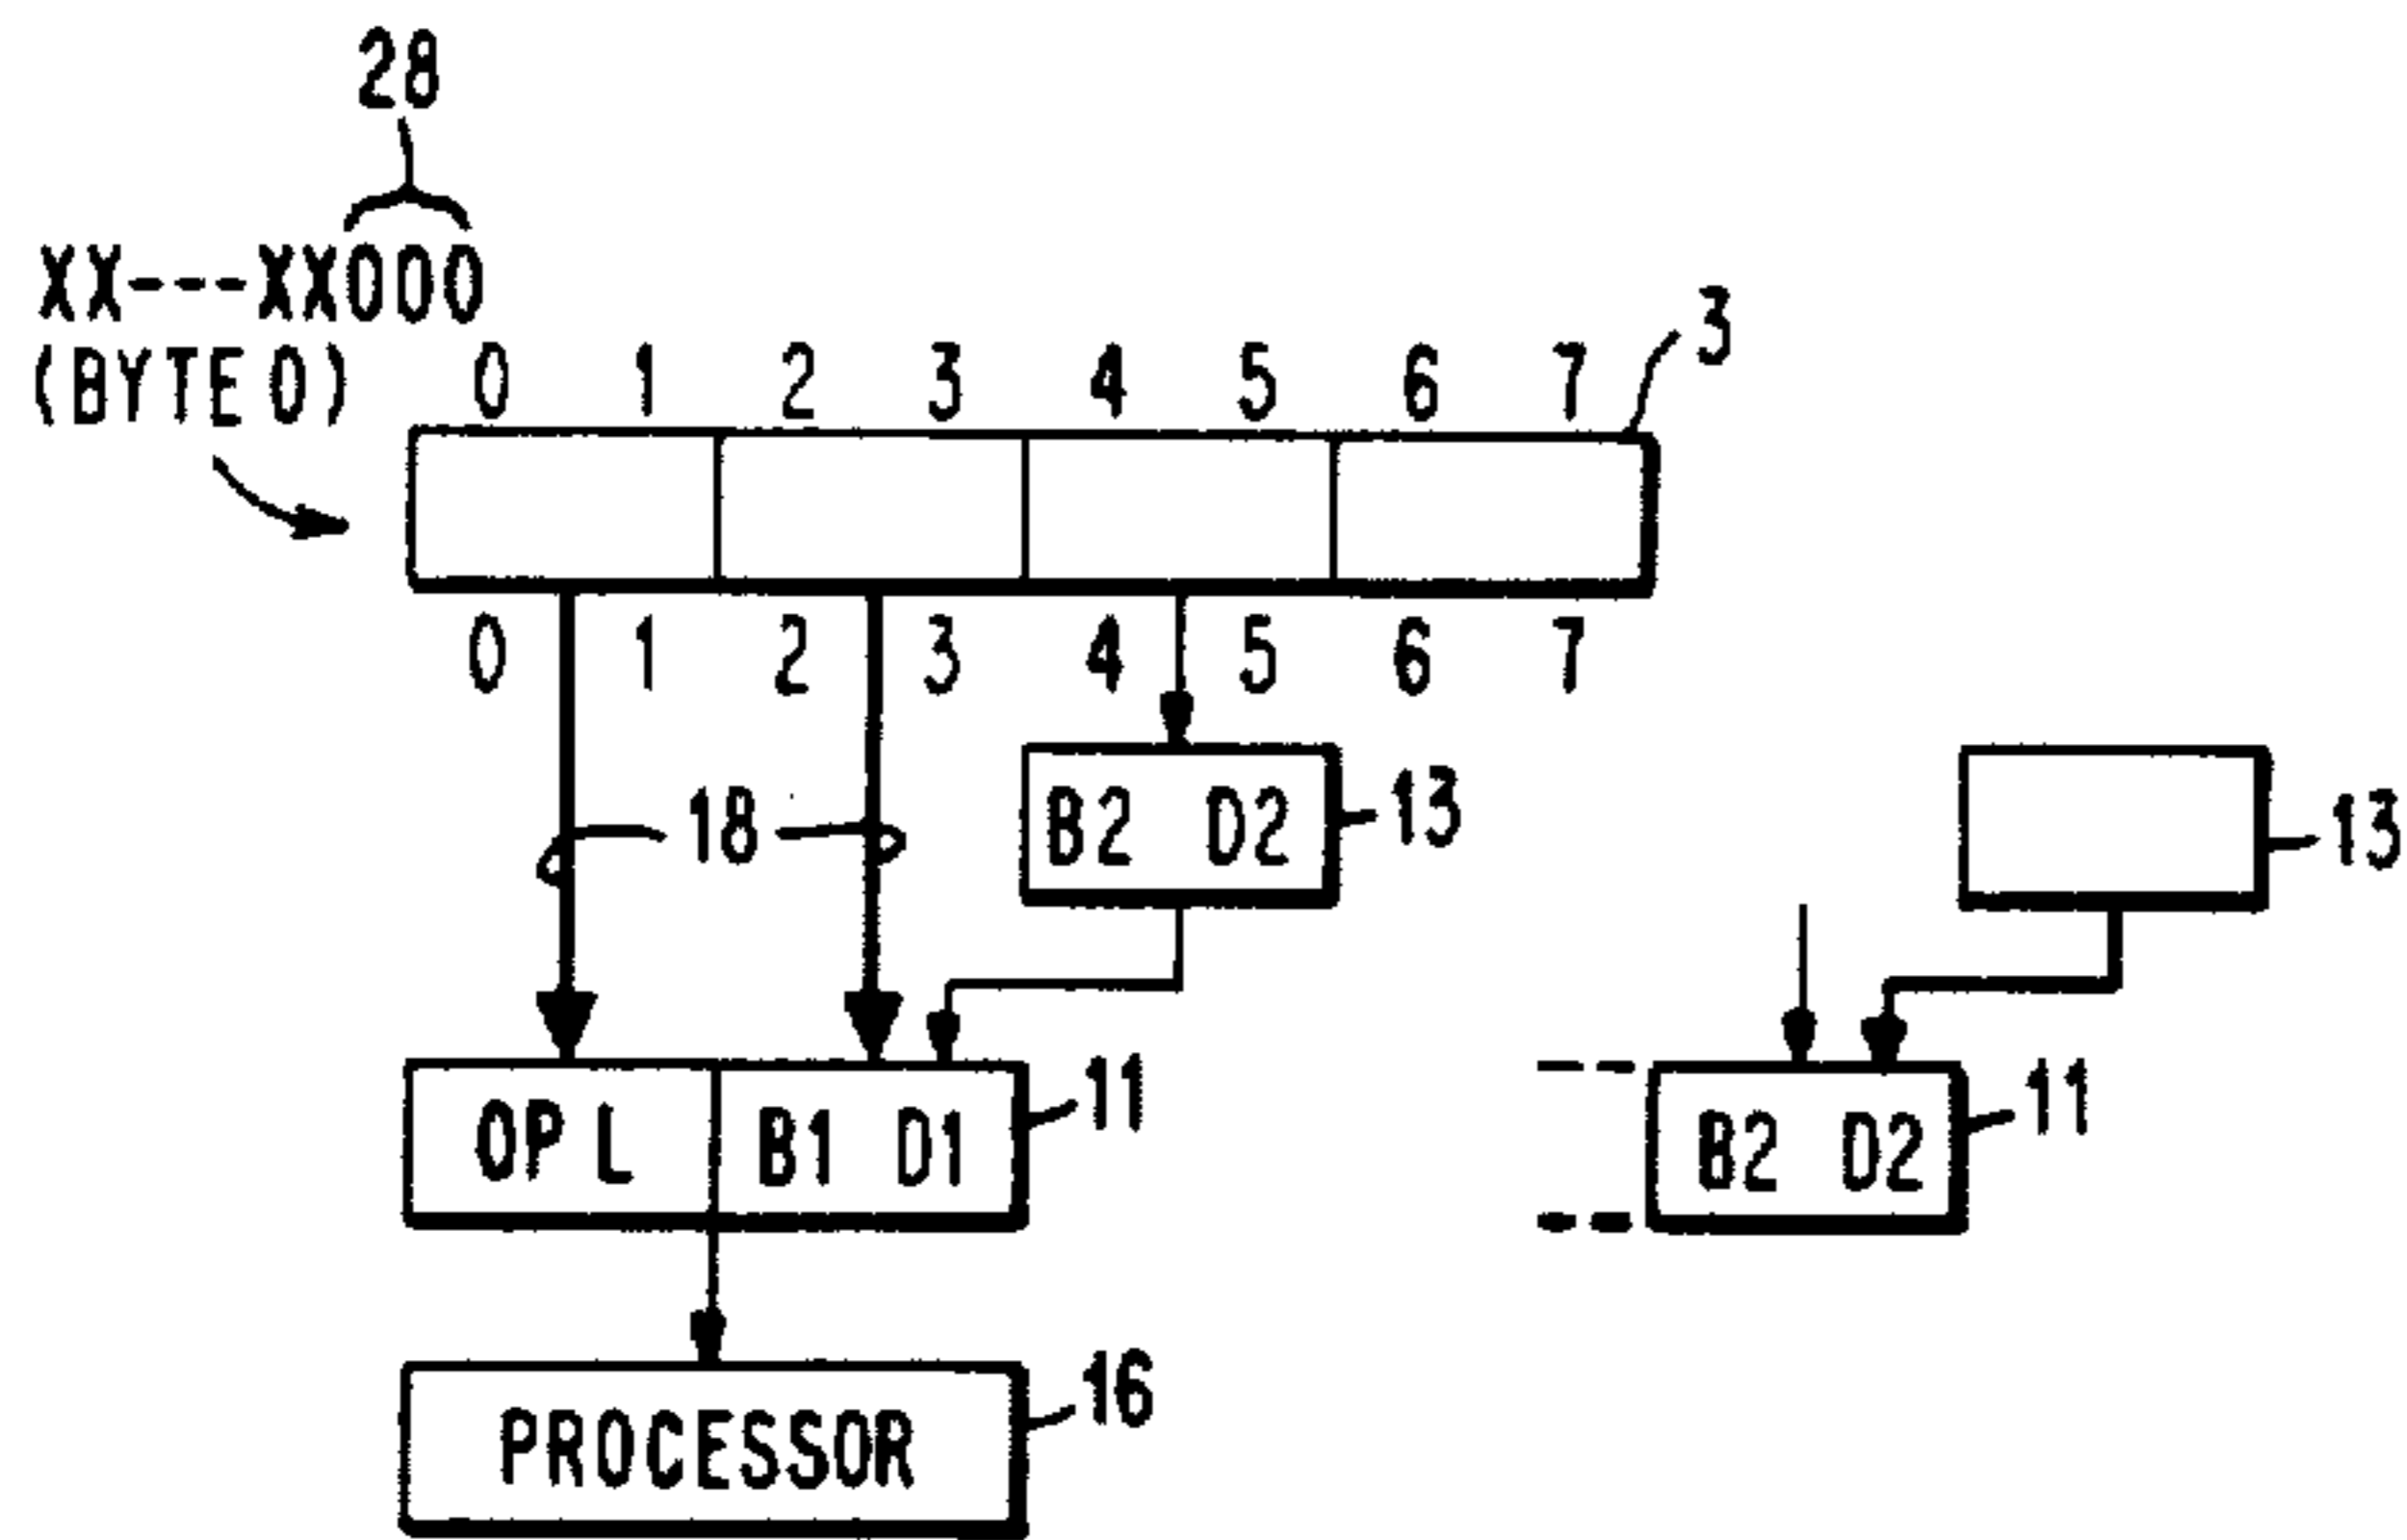 28
XX---XX000
(BYTE 0)
3
0 1 2 3 4 5 6 7
0 1 2 3 4 5 6 7
18
B2 D2
13
13
OP L
B1 D1
11
B2 D2
11
PROCESSOR
16